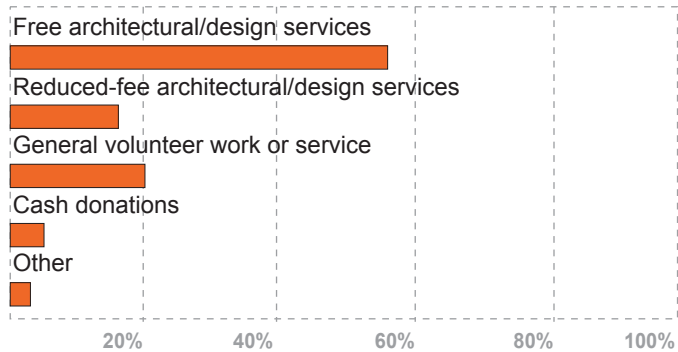 Free architectural/design services
Reduced-fee architectural/design services
General volunteer work or service
Cash donations
Other
20% 40% 60% 80% 100%